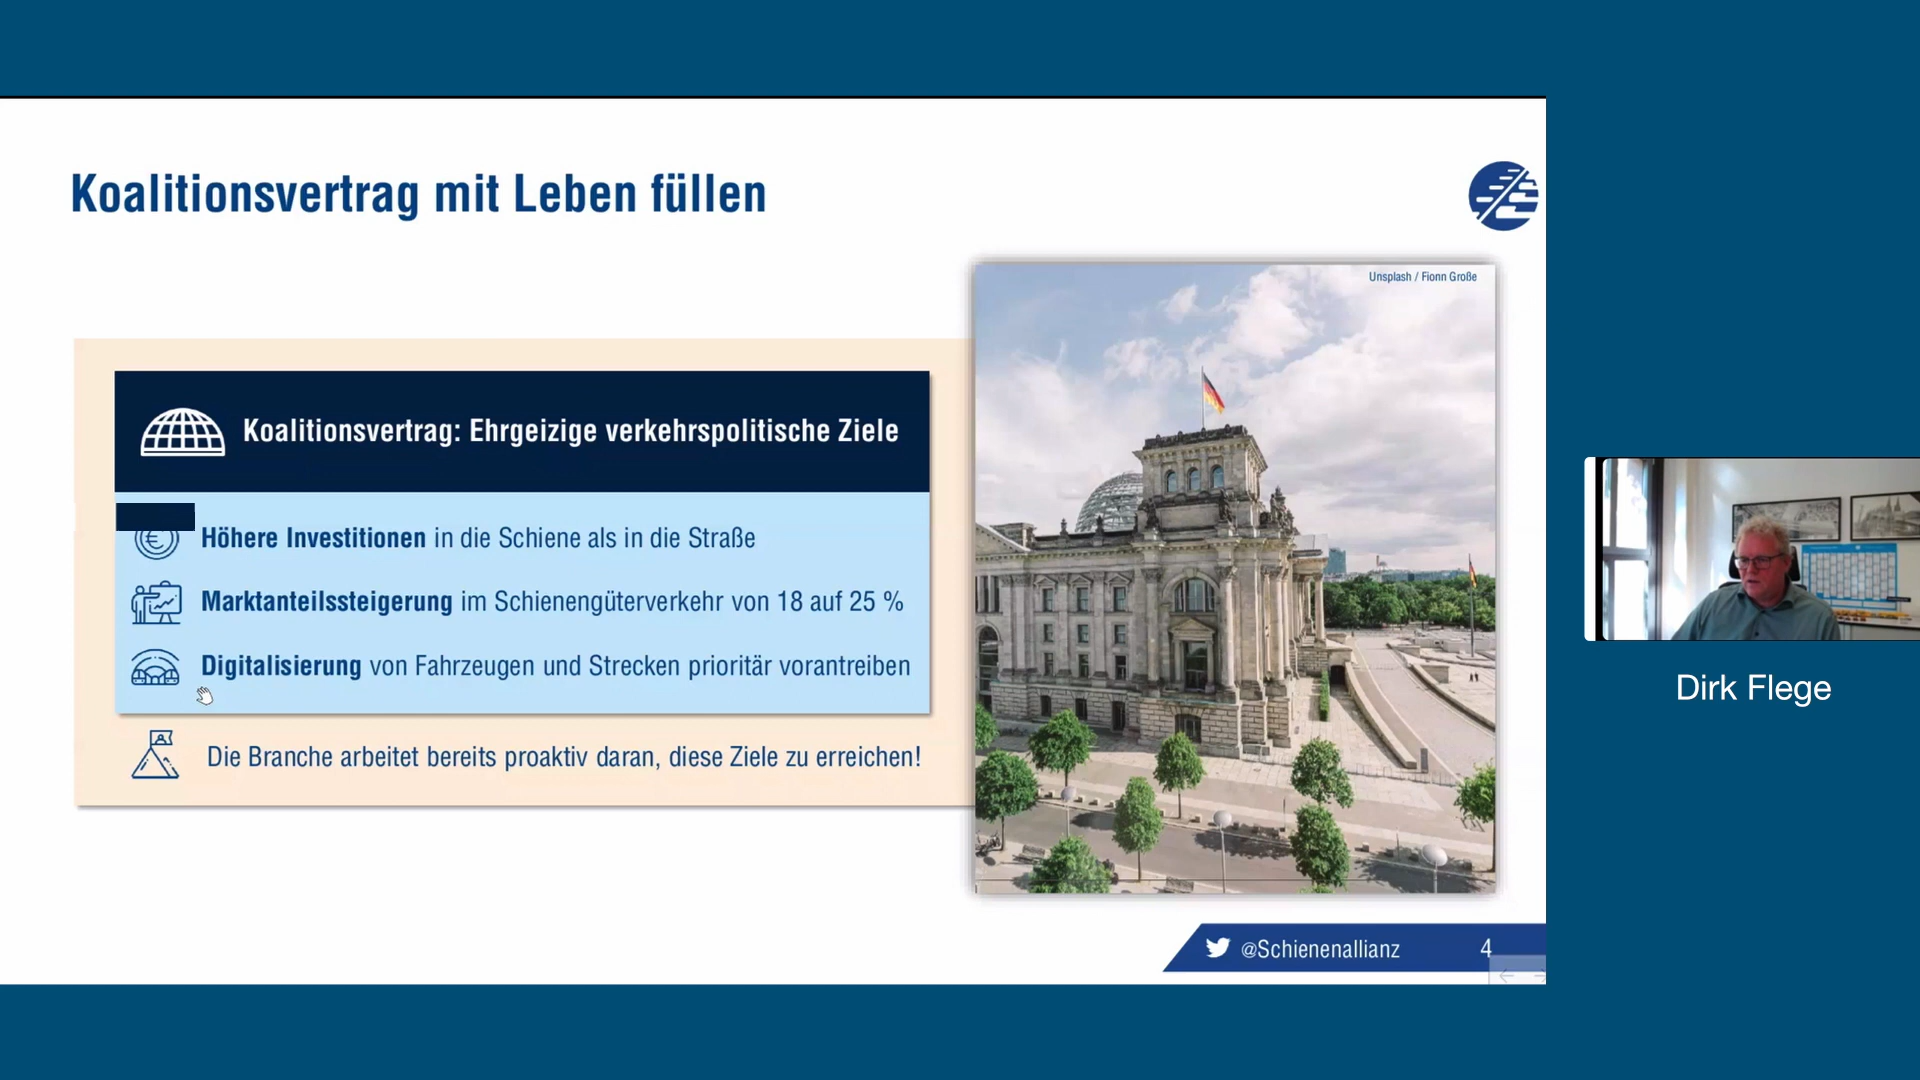 Koalitionsvertrag mit Leben füllen
Unsplash / Fionn Große
Koalitionsvertrag: Ehrgeizige verkehrspolitische Ziele
Höhere Investitionen in die Schiene als in die Straße
Marktanteilssteigerung im Schienengüterverkehr von 18 auf 25 %
Digitalisierung von Fahrzeugen und Strecken prioritär vorantreiben
Die Branche arbeitet bereits proaktiv daran, diese Ziele zu erreichen!
@Schienenallianz 4
Dirk Flege